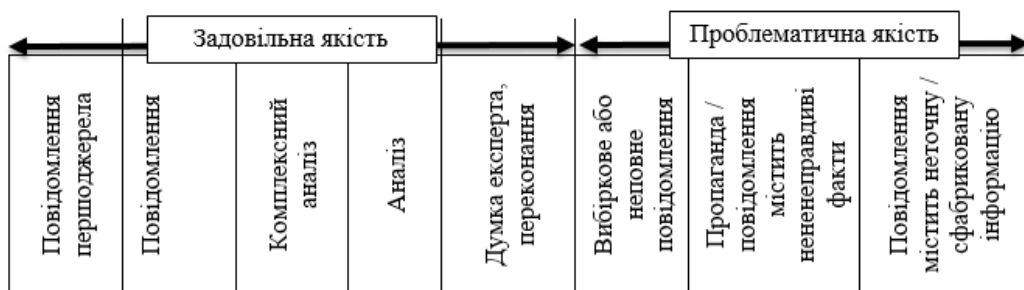 Задовільна якість
Проблематична якість
Повідомлення
першоджерела
Повідомлення
Комплексний
аналіз
Аналіз
Думка експерта,
переконання
Вибіркове або
неповне
повідомлення
Пропаганда /
повідомлення
містить
нененеправдиві
факти
Повідомлення
містить неточну /
сфабриковану
інформацію